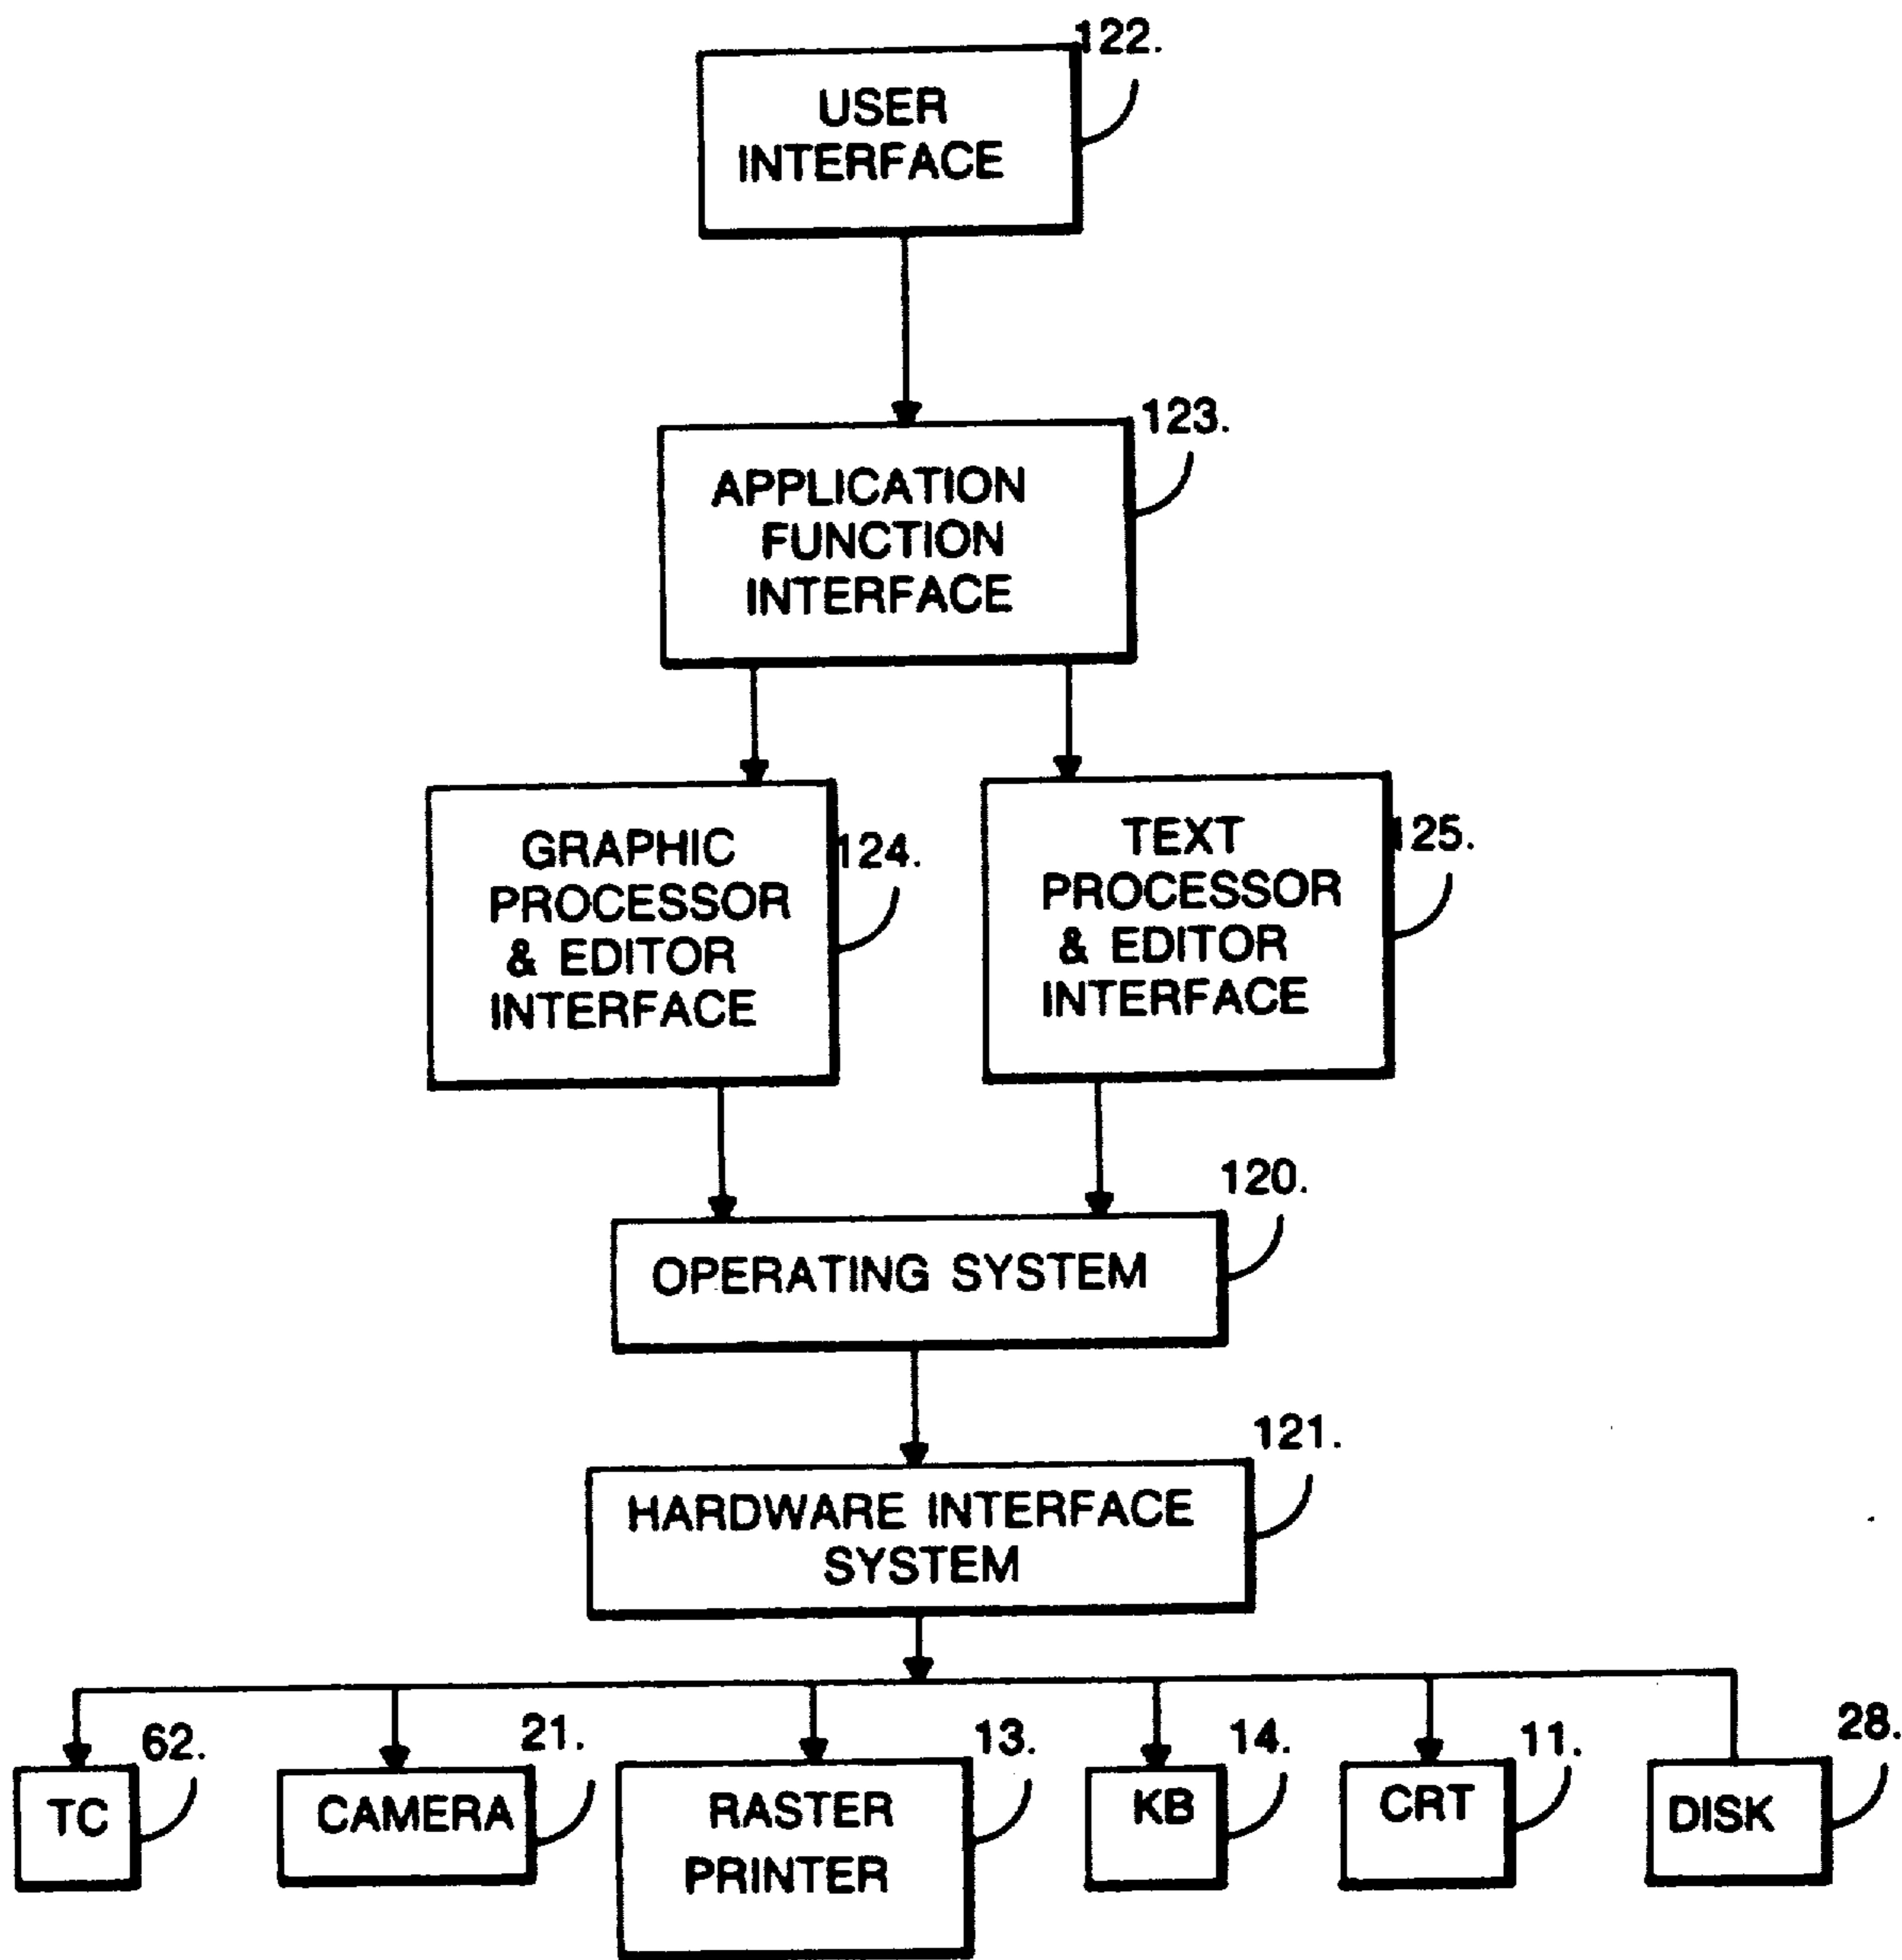 122.
USER
INTERFACE
123.
APPLICATION
FUNCTION
INTERFACE
124.
GRAPHIC
PROCESSOR
& EDITOR
INTERFACE
125.
TEXT
PROCESSOR
& EDITOR
INTERFACE
120.
OPERATING SYSTEM
121.
HARDWARE INTERFACE
SYSTEM
62.
TC
21.
CAMERA
13.
RASTER
PRINTER
14.
KB
11.
CRT
28.
DISK